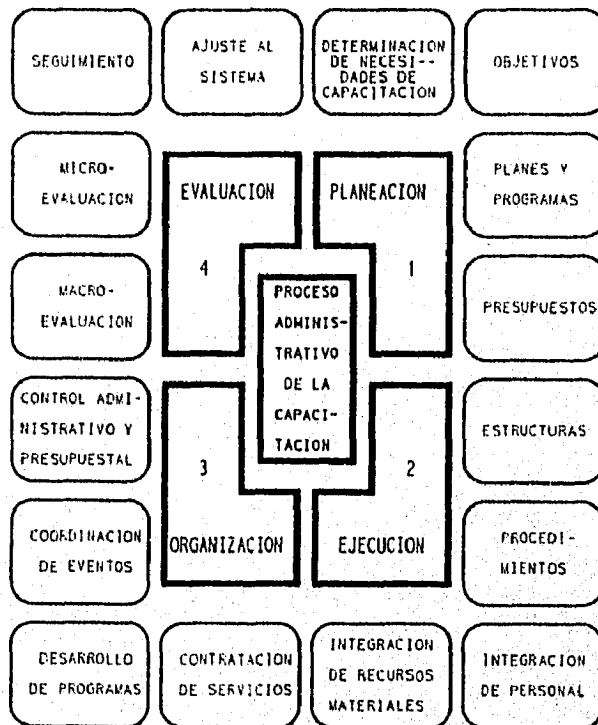 SEGUIMIENTO
AJUSTE AL
SISTEMA
DETERMINACION
DE NECESI--
DADES DE
CAPACITACION
OBJETIVOS
MICRO-
EVALUACION
EVALUACION
4
PLANEACION
1
PLANES Y
PROGRAMAS
MACRO-
EVALUACION
PROCESO
ADMINIS-
TRATIVO
DE LA
CAPACI-
TACION
PRESUPUESTOS
CONTROL ADMI-
NISTRATIVO Y
PRESUPUESTAL
3
ORGANIZACION
2
EJECUCION
ESTRUCTURAS
COORDINACION
DE EVENTOS
PROCEDI-
MIENTOS
DESARROLLO
DE PROGRAMAS
CONTRATACION
DE SERVICIOS
INTEGRACION
DE RECURSOS
MATERIALES
INTEGRACION
DE PERSONAL